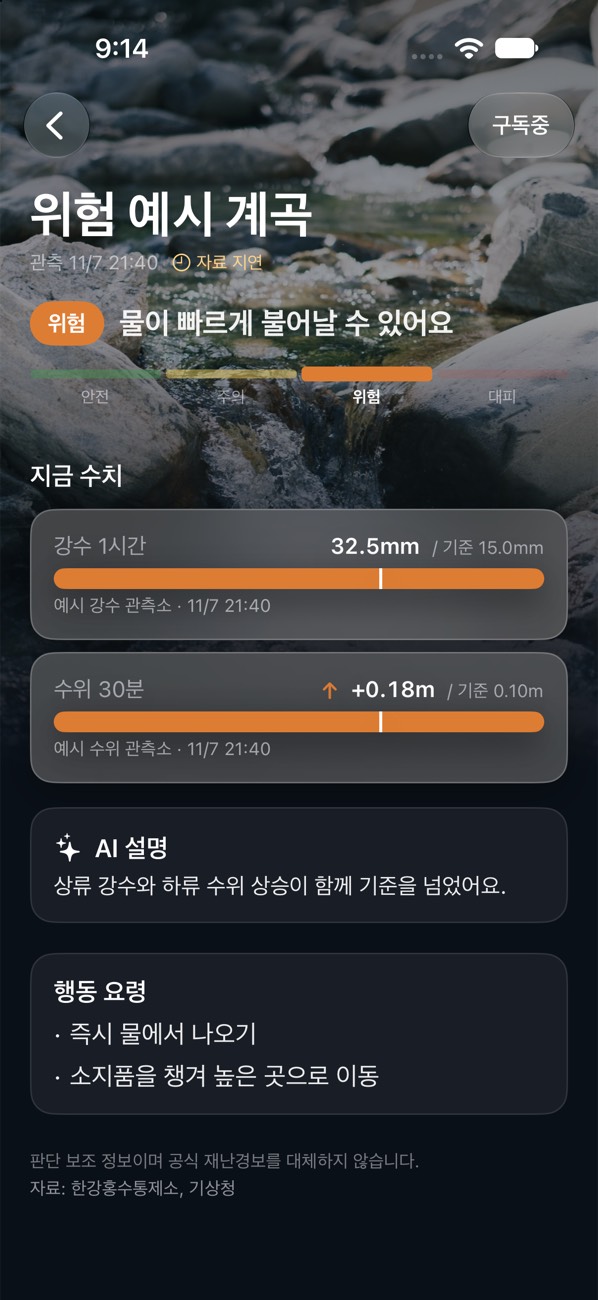 9:14
구독중
위험 예시 계곡
관측 11/7 21:40 자료 지연
위험 물이 빠르게 불어날 수 있어요
안전 주의 위험 대피
지금 수치
강수 1시간 32.5mm / 기준 15.0mm
예시 강수 관측소 · 11/7 21:40
수위 30분 ↑ +0.18m / 기준 0.10m
예시 수위 관측소 · 11/7 21:40
AI 설명
상류 강수와 하류 수위 상승이 함께 기준을 넘었어요.
행동 요령
· 즉시 물에서 나오기
· 소지품을 챙겨 높은 곳으로 이동
판단 보조 정보이며 공식 재난경보를 대체하지 않습니다.
자료: 한강홍수통제소, 기상청